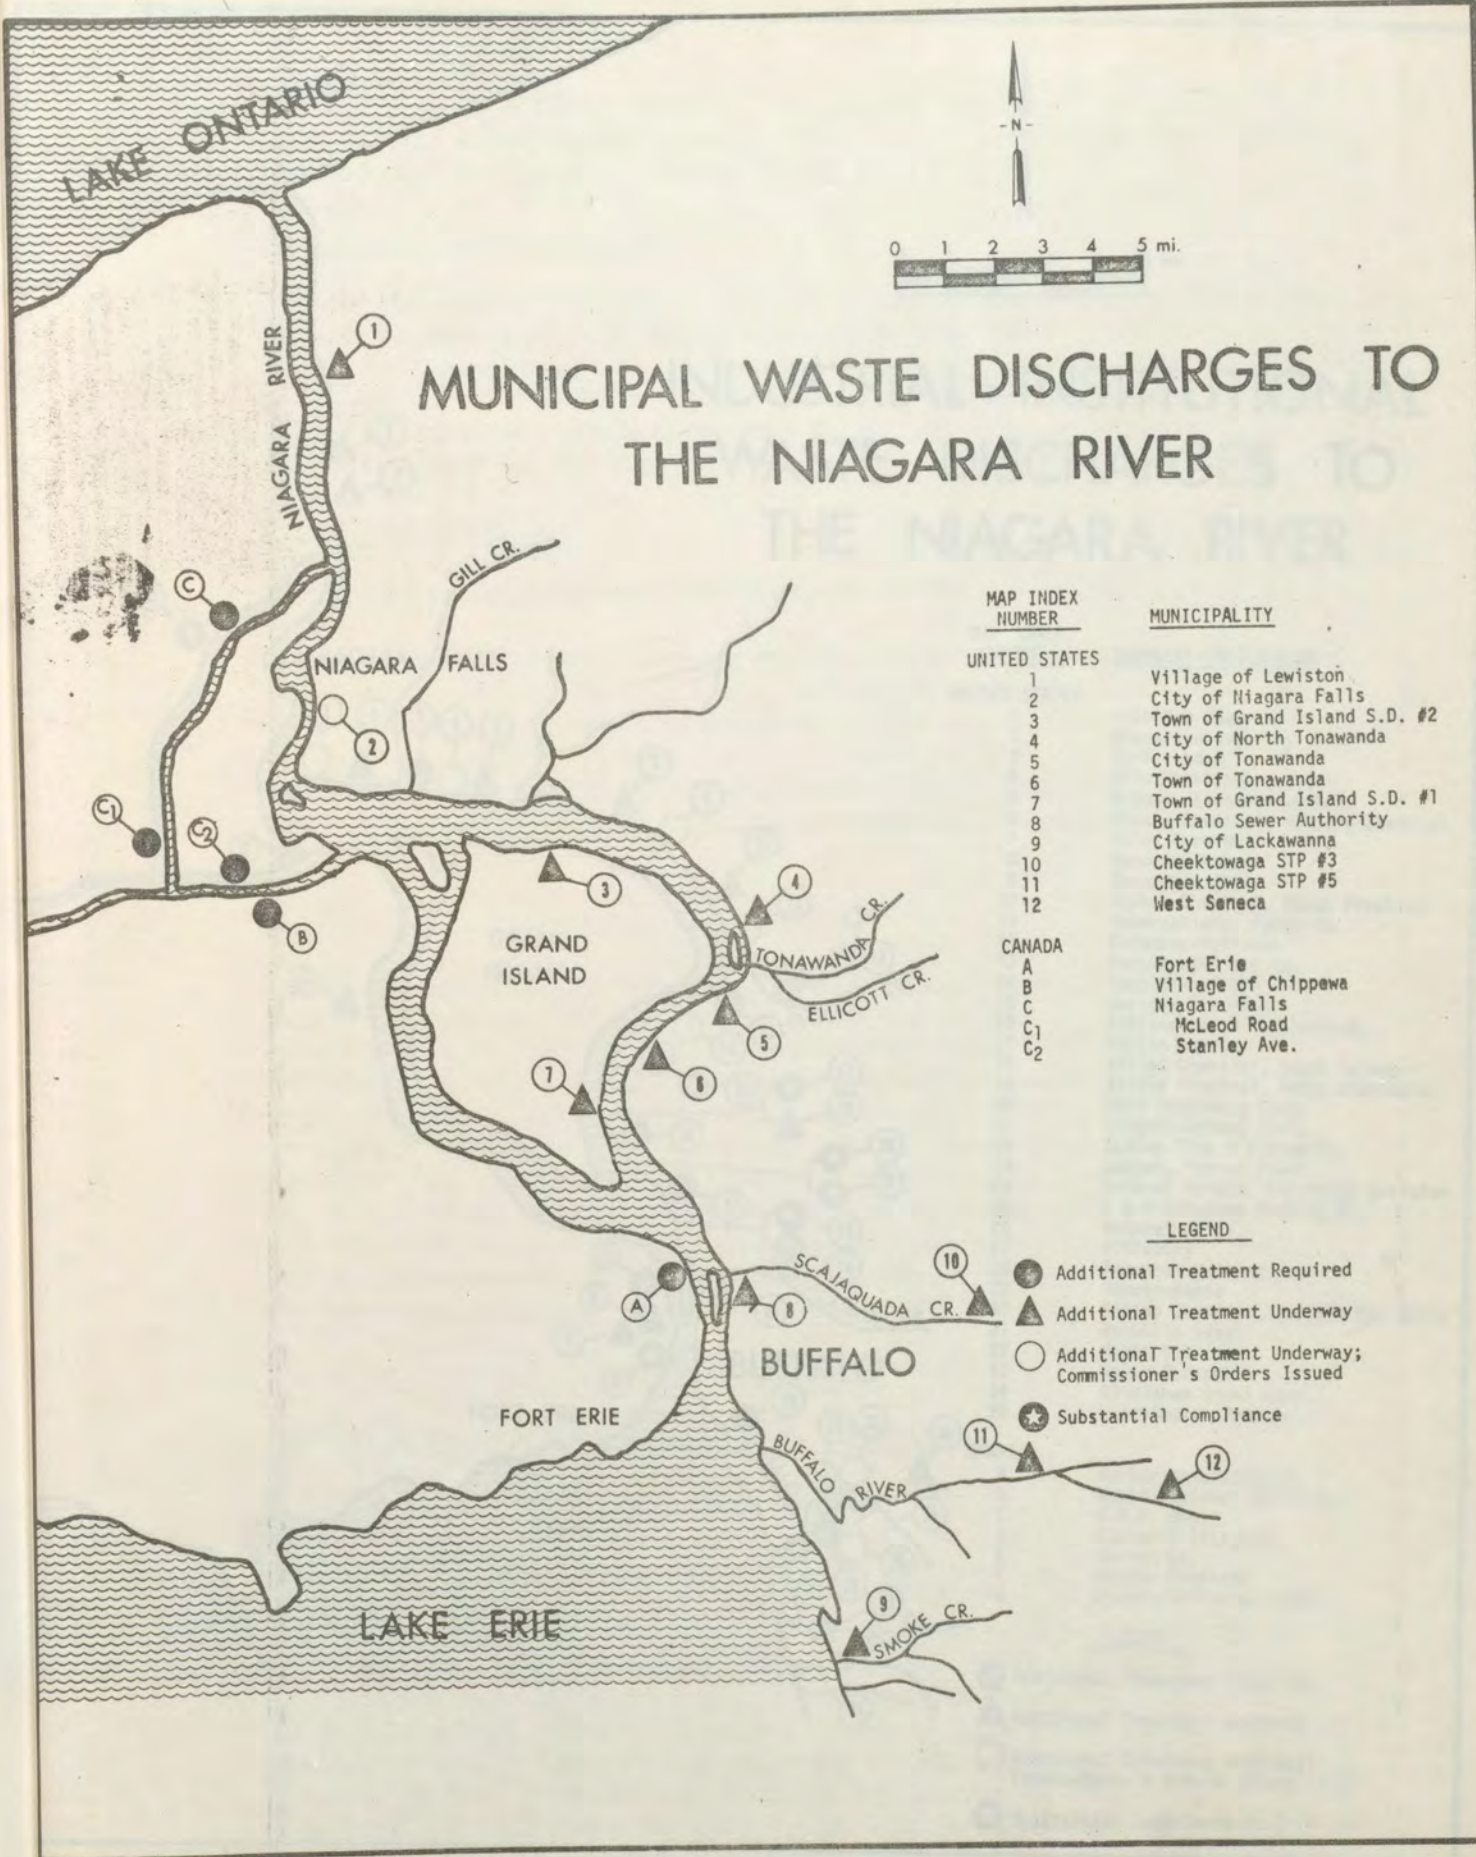 LAKE ONTARIO
- N -
0 1 2 3 4 5 mi.
NIAGARA RIVER
1
MUNICIPAL WASTE DISCHARGES TO
THE NIAGARA RIVER
NIAGARA
GILL CR.
C
NIAGARA FALLS
2
C1
C2
B
3
4
GRAND
ISLAND
TONAWANDA CR.
ELLICOTT CR.
5
6
7
MAP INDEX
NUMBER MUNICIPALITY
UNITED STATES
1 Village of Lewiston
2 City of Niagara Falls
3 Town of Grand Island S.D. #2
4 City of North Tonawanda
5 City of Tonawanda
6 Town of Tonawanda
7 Town of Grand Island S.D. #1
8 Buffalo Sewer Authority
9 City of Lackawanna
10 Cheektowaga STP #3
11 Cheektowaga STP #5
12 West Seneca
CANADA
A Fort Erie
B Village of Chippewa
C Niagara Falls
C1 McLeod Road
C2 Stanley Ave.
A
8
SCAJAQUADA CR.
10
BUFFALO
FORT ERIE
LEGEND
Additional Treatment Required
Additional Treatment Underway
Additional Treatment Underway;
Commissioner's Orders Issued
Substantial Compliance
BUFFALO RIVER
11
12
LAKE ERIE
9
SMOKE CR.